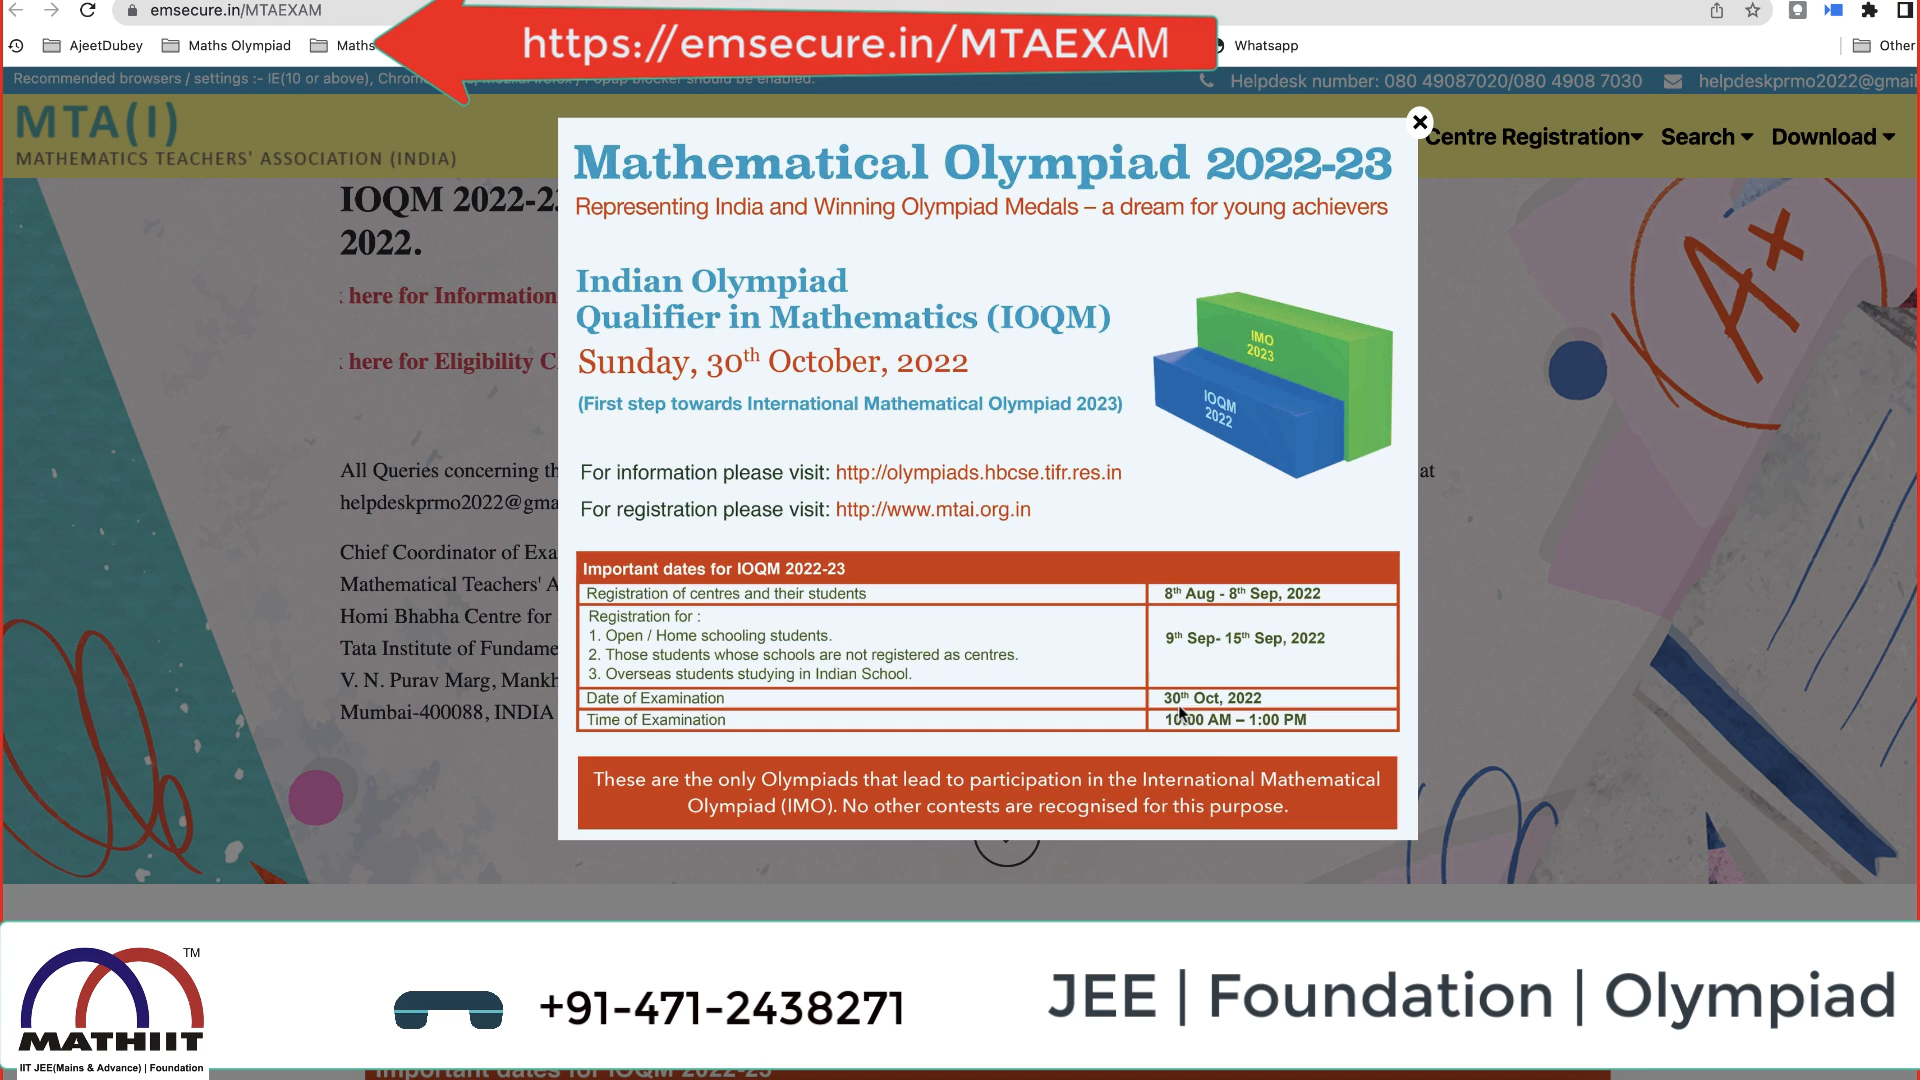 emsecure.in/MTAEXAM
https://emsecure.in/MTAEXAM
AjeetDubey
Maths Olympiad
Maths
Whatsapp
Other
Recommended browsers / settings :- IE(10 or above),
Helpdesk number: 080 49087020/080 4908 7030
helpdeskprmo2022@gmail
MTA(I)
MATHEMATICS TEACHERS' ASSOCIATION (INDIA)
Centre Registration
Search
Download
IOQM 2022-2
2022.
here for Information
here for Eligibility C
All Queries concerning th
at
helpdeskprmo2022@gma
Chief Coordinator of Exa
Mathematical Teachers' A
Homi Bhabha Centre for
Tata Institute of Fundame
V. N. Purav Marg, Mankh
Mumbai-400088, INDIA
A+
Mathematical Olympiad 2022-23
Representing India and Winning Olympiad Medals – a dream for young achievers
Indian Olympiad
Qualifier in Mathematics (IOQM)
Sunday, 30th October, 2022
(First step towards International Mathematical Olympiad 2023)
IMO
2023
IOQM
2022
For information please visit: http://olympiads.hbcse.tifr.res.in
For registration please visit: http://www.mtai.org.in
Important dates for IOQM 2022-23
Registration of centres and their students 8th Aug - 8th Sep, 2022
Registration for :
1. Open / Home schooling students.
9th Sep- 15th Sep, 2022
2. Those students whose schools are not registered as centres.
3. Overseas students studying in Indian School.
Date of Examination 30th Oct, 2022
Time of Examination 10:00 AM – 1:00 PM
These are the only Olympiads that lead to participation in the International Mathematical
Olympiad (IMO). No other contests are recognised for this purpose.
TM
MATHIIT
IIT JEE(Mains & Advance) | Foundation
+91-471-2438271
JEE | Foundation | Olympiad
Important dates for IOQM 2022-23